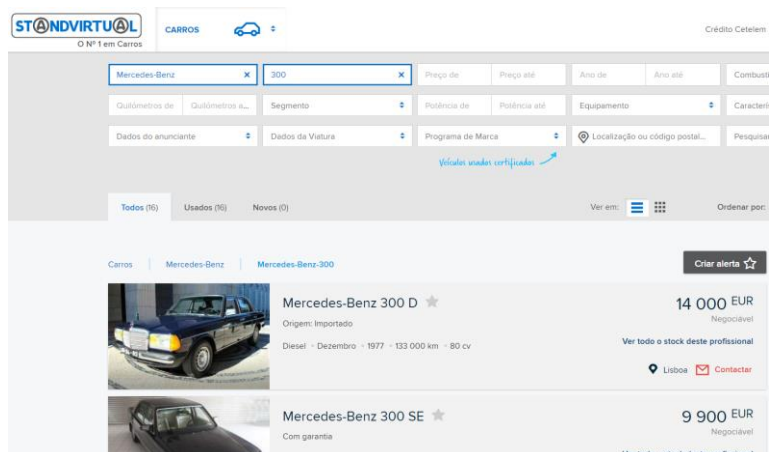 STANDVIRTUAL
O Nº 1 em Carros
CARROS
Crédito Cetelem
Mercedes-Benz × 300 × Preço de Preço até Ano de Ano até
Quilómetros de Quilómetros a... Segmento Potência de Potência até Equipamento
Dados do anunciante Dados da Viatura Programa de Marca Localização ou código postal...
Veículos usados certificados
Todos (16) Usados (16) Novos (0) Ver em: Ordenar por:
Carros Mercedes-Benz Mercedes-Benz-300 Criar alerta
Mercedes-Benz 300 D 14 000 EUR
Origem: Importado Negociável
Diesel • Dezembro • 1977 • 133 000 km • 80 cv Ver todo o stock deste profissional
Lisboa Contactar
Mercedes-Benz 300 SE 9 900 EUR
Com garantia Negociável